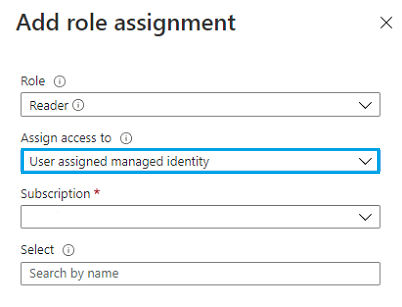 Add role assignment
Role
Reader
Assign access to
User assigned managed identity
Subscription *
Select
Search by name